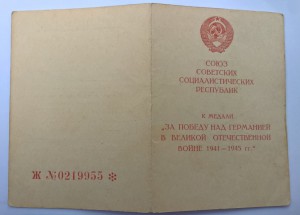 СОЮЗ
СОВЕТСКИХ
СОЦИАЛИСТИЧЕСКИХ
РЕСПУБЛИК
К МЕДАЛИ
„ЗА ПОБЕДУ НАД ГЕРМАНИЕЙ
В ВЕЛИКОЙ ОТЕЧЕСТВЕННОЙ
ВОЙНЕ 1941–1945 гг.“
Ж №0219955 *